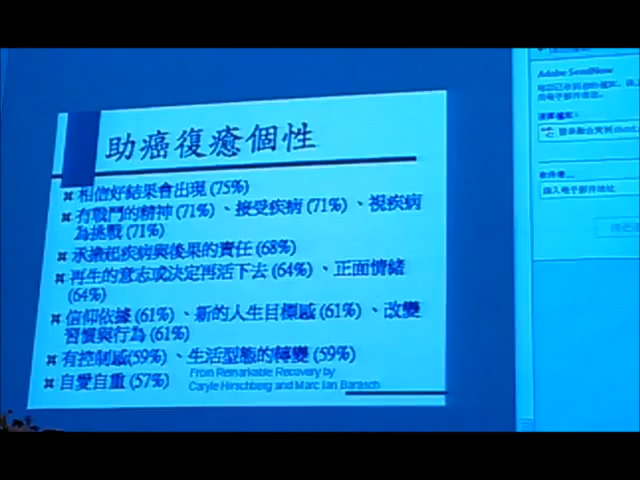 助癌復癒個性
相信好結果會出現 (75%)
有戰鬥的精神 (71%) 、接受疾病 (71%) 、視疾病
為挑戰 (71%)
承擔起疾病與後果的責任 (68%)
再生的意志或決定再活下去 (64%) 、正面情緒
(64%)
信仰依據 (61%) 、新的人生目標感 (61%) 、改變
習慣與行為 (61%)
有控制感(59%) 、生活型態的轉變 (59%)
自愛自重 (57%)
From Remarkable Recovery by
Caryle Hirschberg and Marc Ian Barasch
Adobe SendNow